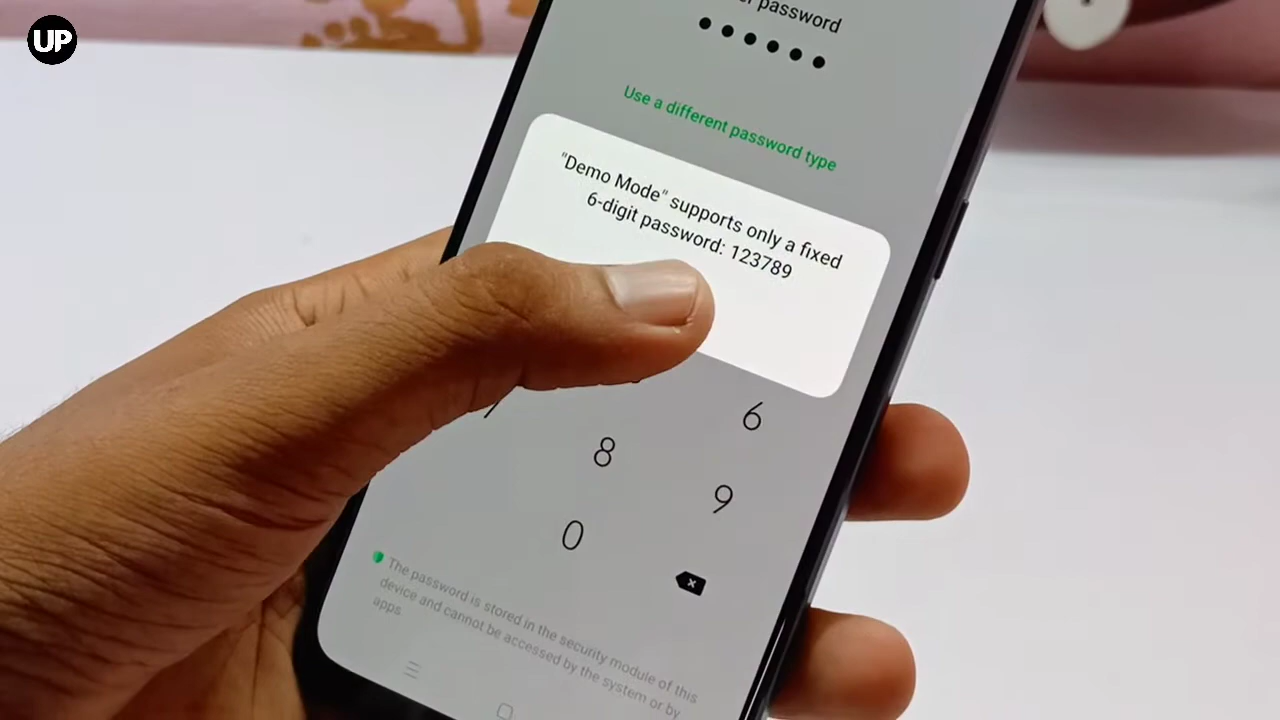 UP
password
Use a different password type
"Demo Mode" supports only a fixed
6-digit password: 123789
6
8
9
0
The password is stored in the security module of this
device and cannot be accessed by the system or by
apps.